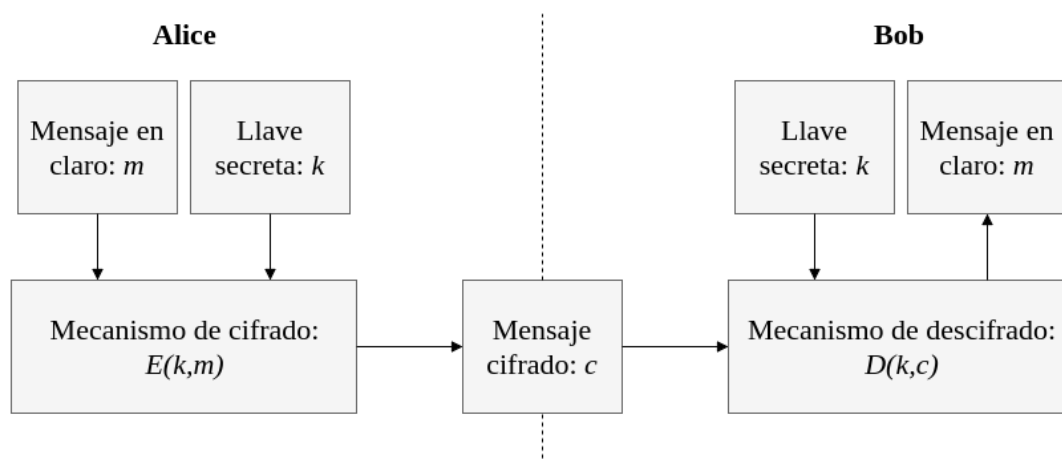 Alice
Bob
Mensaje en
claro: m
Llave
secreta: k
Llave
secreta: k
Mensaje en
claro: m
Mecanismo de cifrado:
E(k,m)
Mensaje
cifrado: c
Mecanismo de descifrado:
D(k,c)